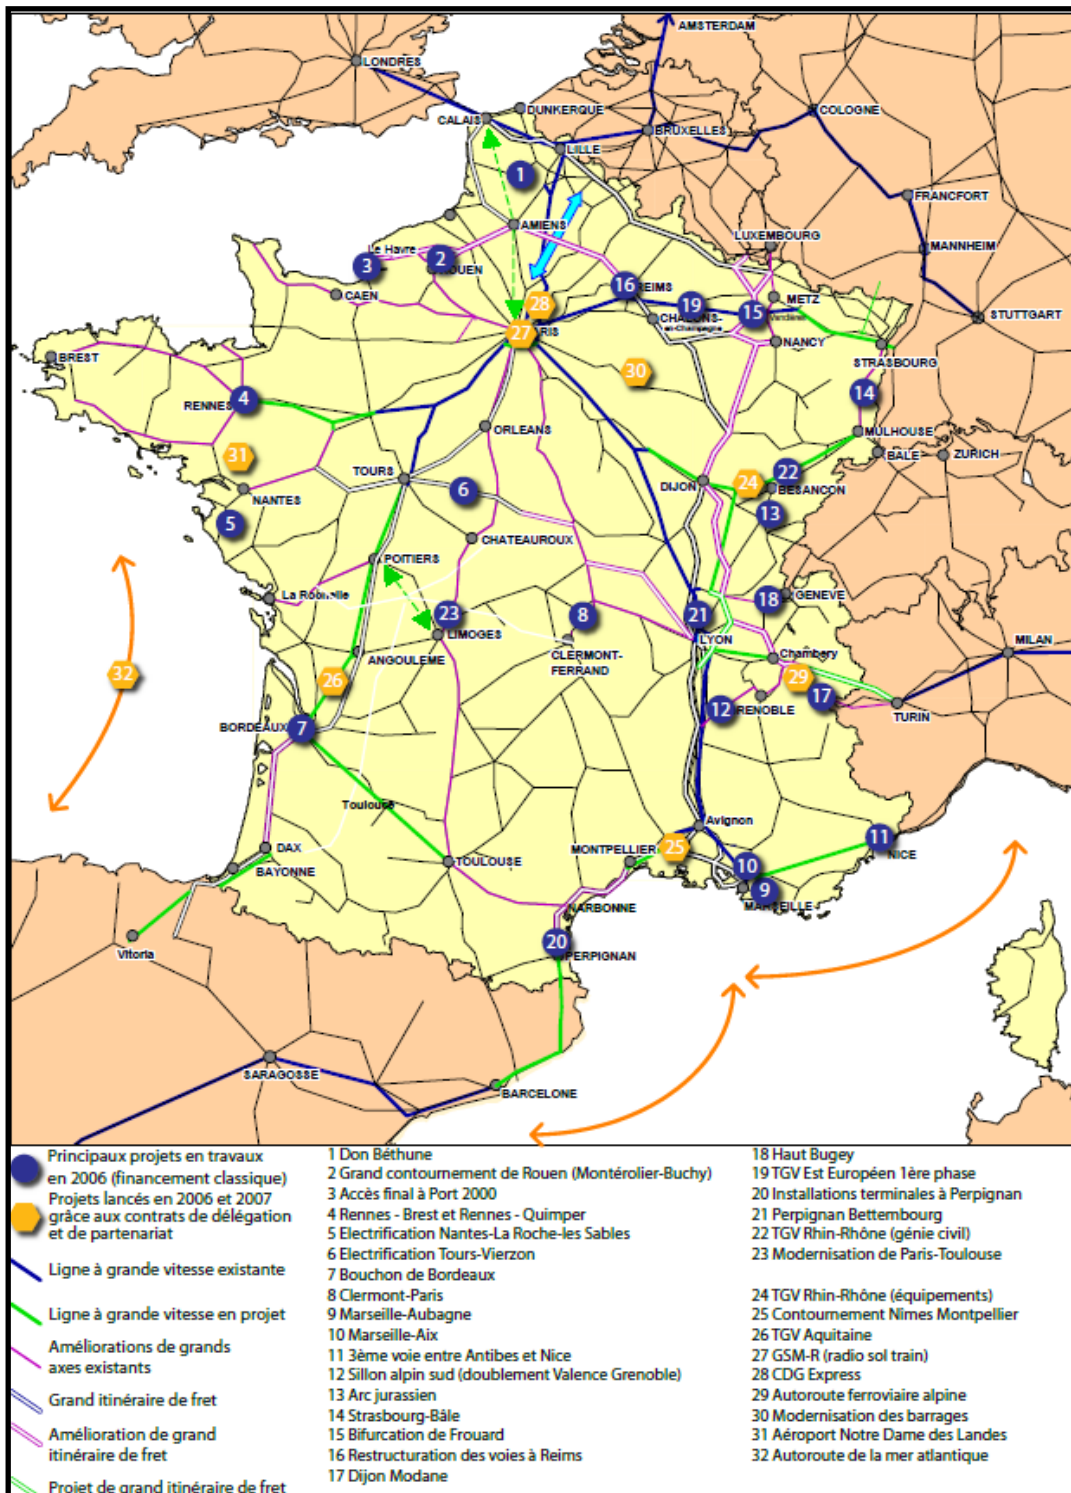 AMSTERDAM
LONDRES
DUNKERQUE
CALAIS
COLOGNE
BRUXELLES
LILLE
1
FRANCFORT
AMIENS
LUXEMBOURG
MANNHEIM
Le Havre
2
3
ROUEN
16
REIMS
METZ
CAEN
28
19
15
STUTTGART
CHALONS-
en-Champagne
27
PARIS
NANCY
BREST
STRASBOURG
30
4
14
RENNES
ORLEANS
MULHOUSE
31
BALE
ZURICH
TOURS
22
24
DIJON
6
BESANCON
NANTES
5
13
CHATEAUROUX
POITIERS
GENEVE
La Rochelle
18
23
8
21
LIMOGES
LYON
MILAN
ANGOULEME
CLERMONT-
FERRAND
Chambery
32
26
29
17
12
GRENOBLE
TURIN
BORDEAUX
7
Toulouse
Avignon
11
DAX
25
NICE
MONTPELLIER
TOULOUSE
BAYONNE
10
9
MARSEILLE
NARBONNE
Vitoria
20
PERPIGNAN
SARAGOSSE
BARCELONE
Principaux projets en travaux
en 2006 (financement classique)
Projets lancés en 2006 et 2007
grâce aux contrats de délégation
et de partenariat
Ligne à grande vitesse existante
Ligne à grande vitesse en projet
Améliorations de grands
axes existants
Grand itinéraire de fret
Amélioration de grand
itinéraire de fret
Projet de grand itinéraire de fret
1 Don Béthune
2 Grand contournement de Rouen (Montérolier-Buchy)
3 Accès final à Port 2000
4 Rennes - Brest et Rennes - Quimper
5 Electrification Nantes-La Roche-les Sables
6 Electrification Tours-Vierzon
7 Bouchon de Bordeaux
8 Clermont-Paris
9 Marseille-Aubagne
10 Marseille-Aix
11 3ème voie entre Antibes et Nice
12 Sillon alpin sud (doublement Valence Grenoble)
13 Arc jurassien
14 Strasbourg-Bâle
15 Bifurcation de Frouard
16 Restructuration des voies à Reims
17 Dijon Modane
18 Haut Bugey
19 TGV Est Européen 1ère phase
20 Installations terminales à Perpignan
21 Perpignan Bettembourg
22 TGV Rhin-Rhône (génie civil)
23 Modernisation de Paris-Toulouse
24 TGV Rhin-Rhône (équipements)
25 Contournement Nîmes Montpellier
26 TGV Aquitaine
27 GSM-R (radio sol train)
28 CDG Express
29 Autoroute ferroviaire alpine
30 Modernisation des barrages
31 Aéroport Notre Dame des Landes
32 Autoroute de la mer atlantique